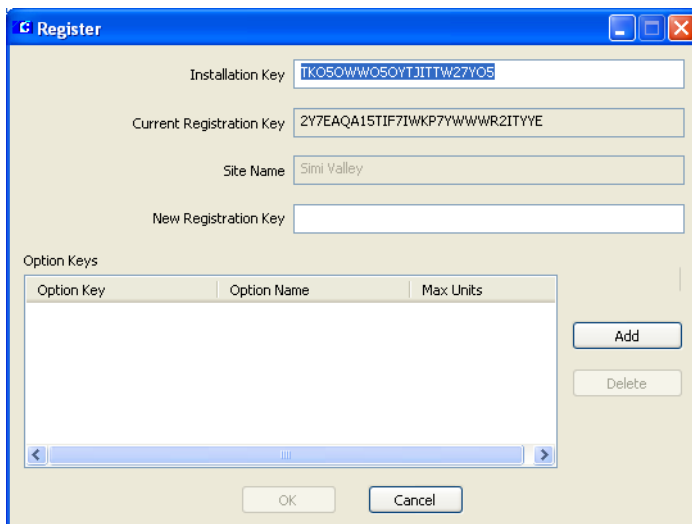 Register
Installation Key TKO5OWWO5OYTJITTW27YO5
Current Registration Key 2Y7EAQA15TIF7IWKP7YWWWR2ITYYE
Site Name Simi Valley
New Registration Key
Option Keys
Option Key Option Name Max Units
Add
Delete
OK Cancel